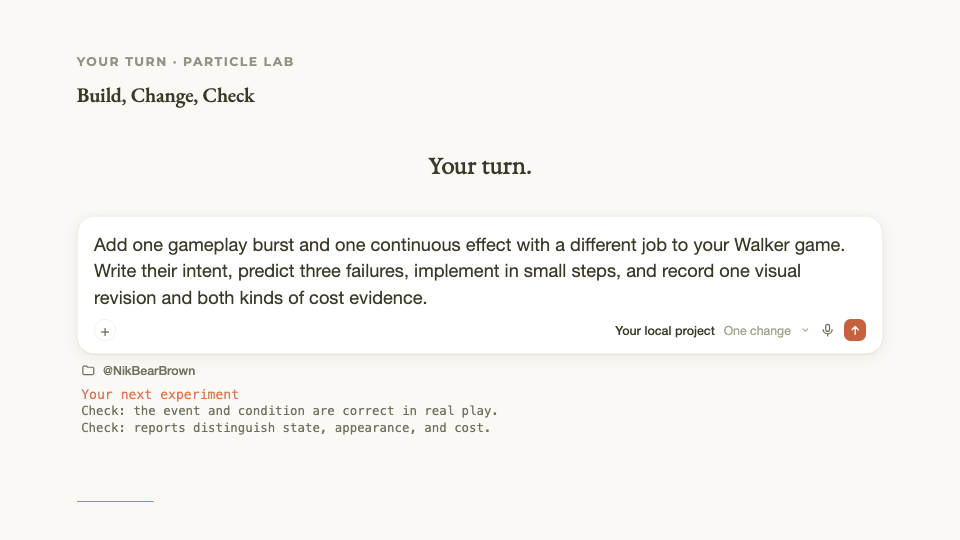 YOUR TURN · PARTICLE LAB
Build, Change, Check
Your turn.
Add one gameplay burst and one continuous effect with a different job to your Walker game.
Write their intent, predict three failures, implement in small steps, and record one visual
revision and both kinds of cost evidence.
+
Your local project One change
@NikBearBrown
Your next experiment
Check: the event and condition are correct in real play.
Check: reports distinguish state, appearance, and cost.